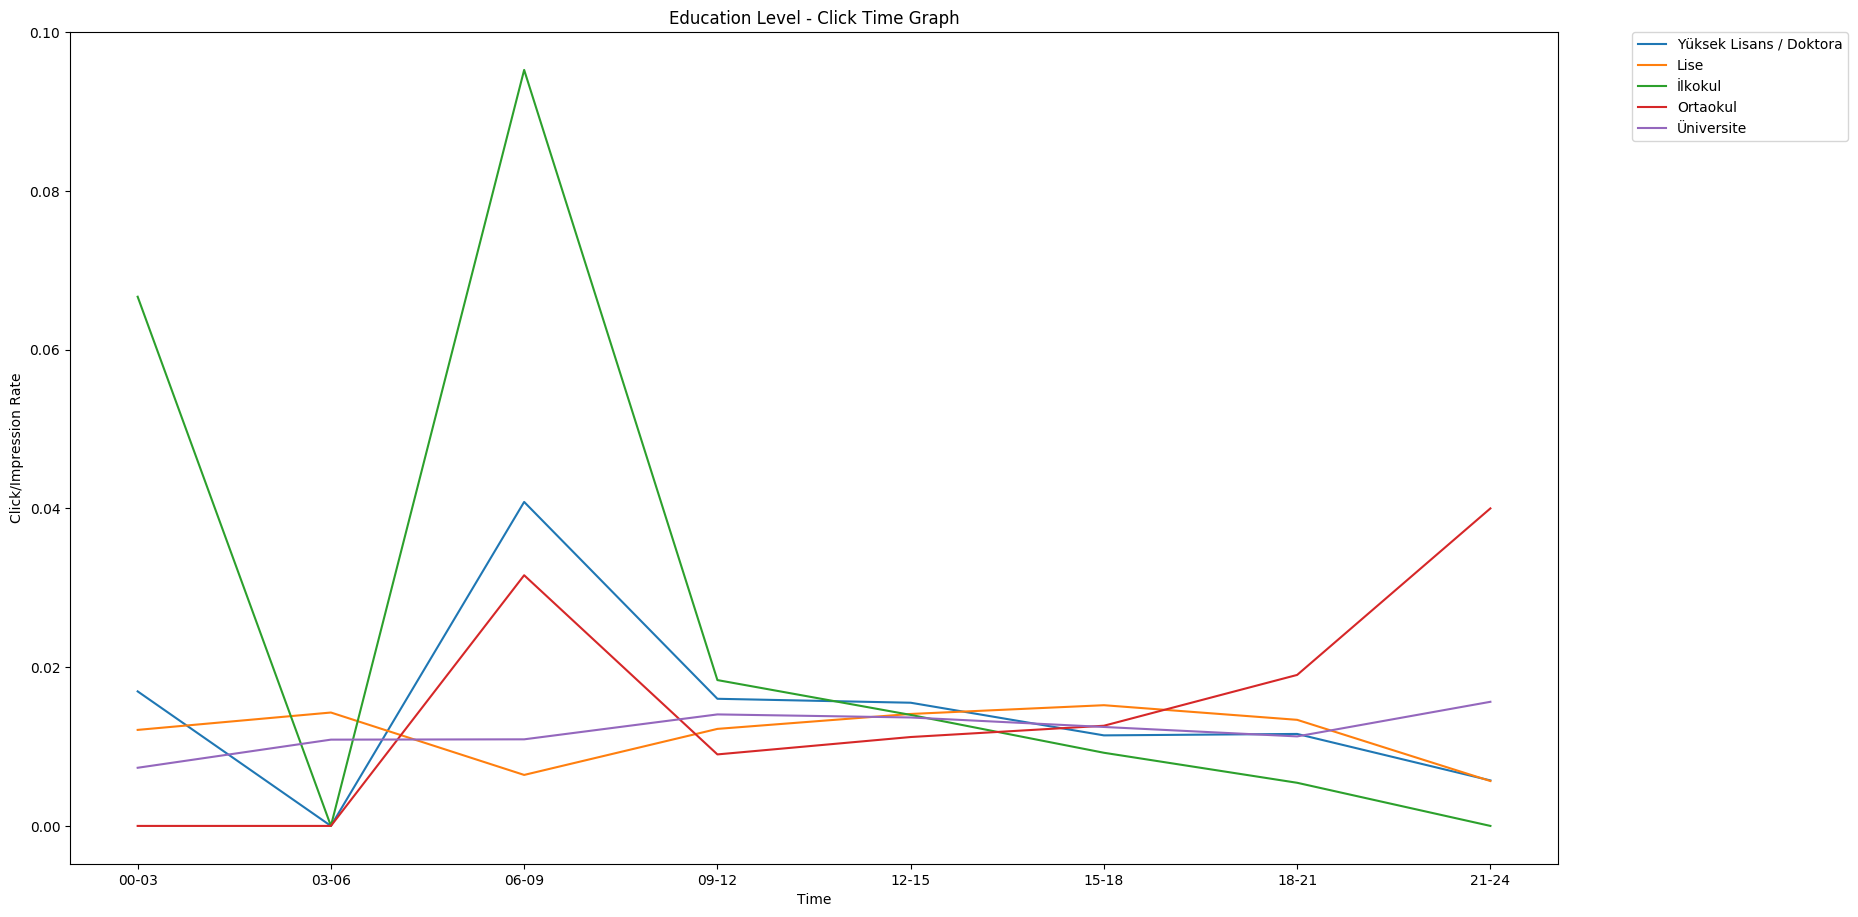 Education Level - Click Time Graph
Yüksek Lisans / Doktora
Lise
İlkokul
Ortaokul
Üniversite
Click/Impression Rate
0.10
0.08
0.06
0.04
0.02
0.00
00-03 03-06 06-09 09-12 12-15 15-18 18-21 21-24
Time